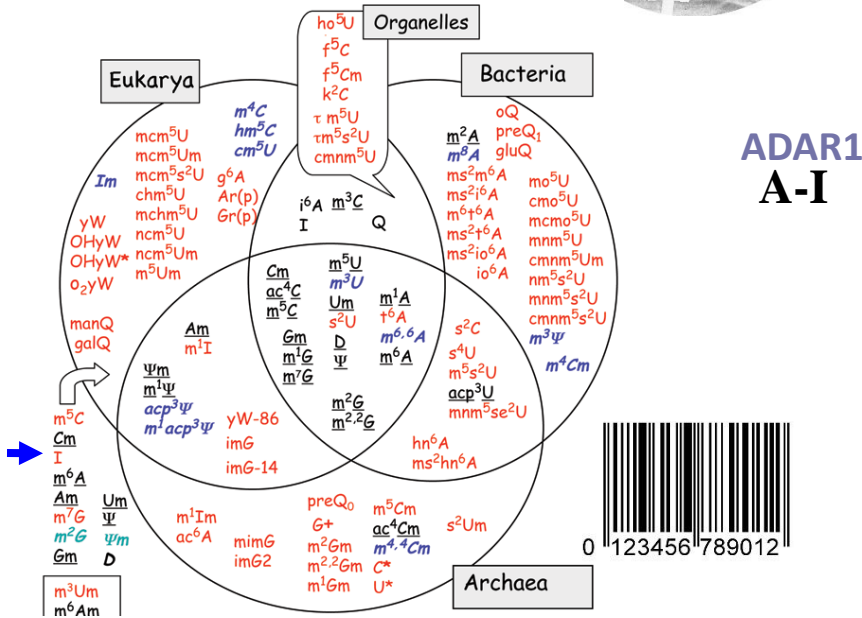 Organelles
ho⁵U
f⁵C
f⁵Cm
k²C
τ m⁵U
τm⁵s²U
cmnm⁵U
Eukarya
m⁴C
hm⁵C
cm⁵U
mcm⁵U
mcm⁵Um
mcm⁵s²U
chm⁵U
mchm⁵U
ncm⁵U
ncm⁵Um
m⁵Um
Im
g⁶A
Ar(p)
Gr(p)
yW
OHyW
OHyW*
o₂yW
manQ
galQ
Bacteria
oQ
preQ₁
gluQ
m²A
m⁸A
ms²m⁶A
ms²i⁶A
m⁶t⁶A
ms²t⁶A
ms²io⁶A
io⁶A
mo⁵U
cmo⁵U
mcmo⁵U
mnm⁵U
cmnm⁵Um
nm⁵s²U
mnm⁵s²U
cmnm⁵s²U
m³Ψ
m⁴Cm
ADAR1
A-I
i⁶A m³C
I Q
Cm
ac⁴C
m⁵C
Gm
m¹G
m⁷G
m⁵U
m³U
Um
s²U
D
Ψ
m²G
m²,²G
m¹A
t⁶A
m⁶,⁶A
m⁶A
Am
m¹I
Ψm
m¹Ψ
acp³Ψ
m¹acp³Ψ
yW-86
imG
imG-14
s²C
s⁴U
m⁵s²U
acp³U
mnm⁵se²U
hn⁶A
ms²hn⁶A
m⁵C
Cm
I
m⁶A
Am
m⁷G
m²G
Gm
Um
Ψ
Ψm
D
m³Um
m⁶Am
m¹Im
ac⁶A
mimG
imG2
preQ₀
G+
m²Gm
m²,²Gm
m¹Gm
m⁵Cm
ac⁴Cm
m⁴,⁴Cm
C*
U*
s²Um
Archaea
0 123456 789012